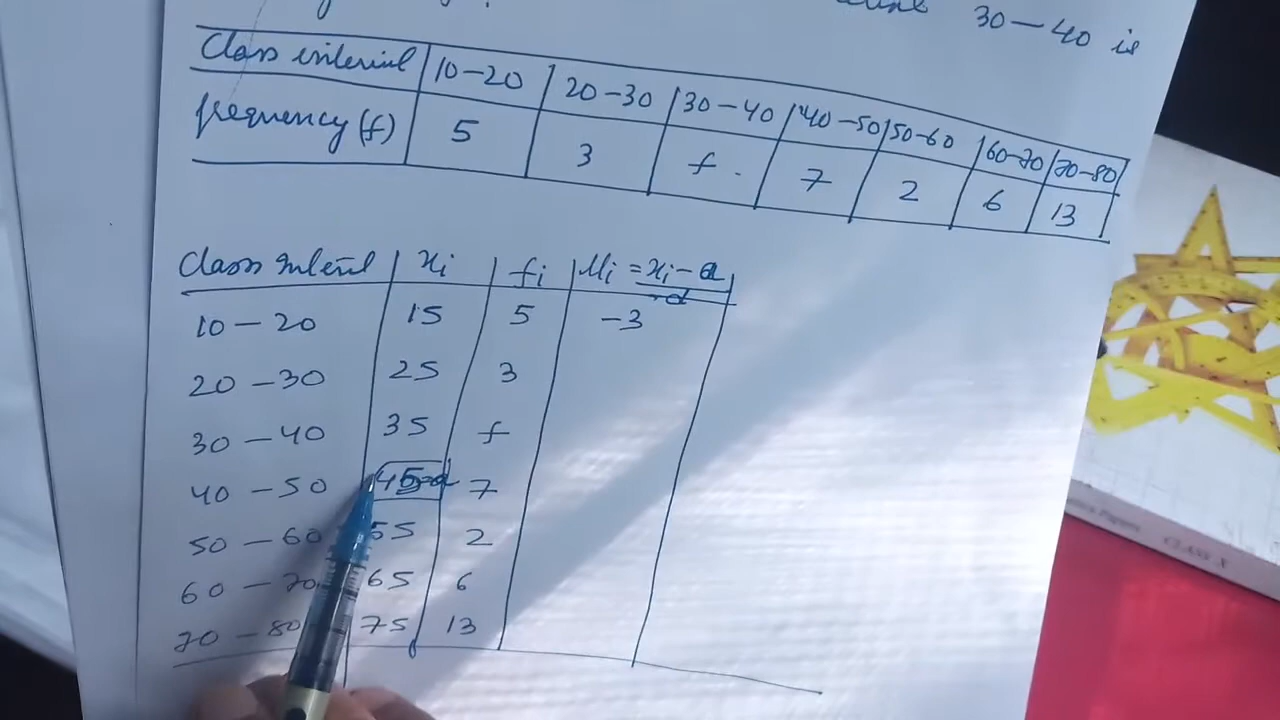 30-40 is
Class interval 10-20 20-30 30-40 40-50 50-60 60-70 70-80
frequency (f) 5 3 f 7 2 6 13
Class Interval xi fi ui = xi-a
d
10-20 15 5 -3
20-30 25 3
30-40 35 f
40-50 45=a 7
50-60 55 2
60-70 65 6
70-80 75 13
Papers
CLASS X